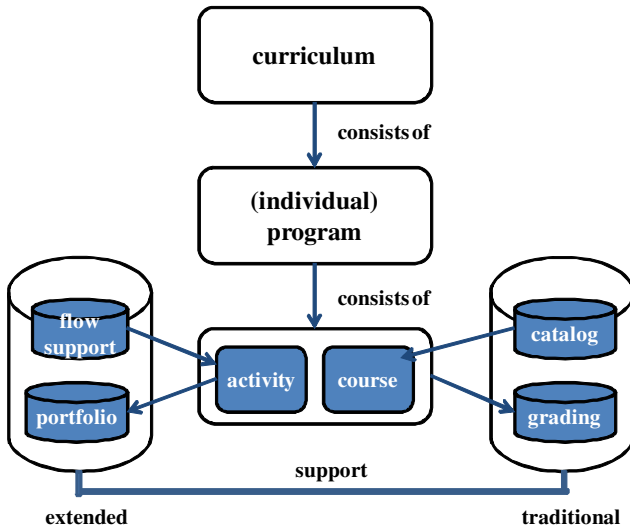 curriculum
consists of
(individual)
program
consists of
flow
support
catalog
activity
course
portfolio
grading
support
extended
traditional